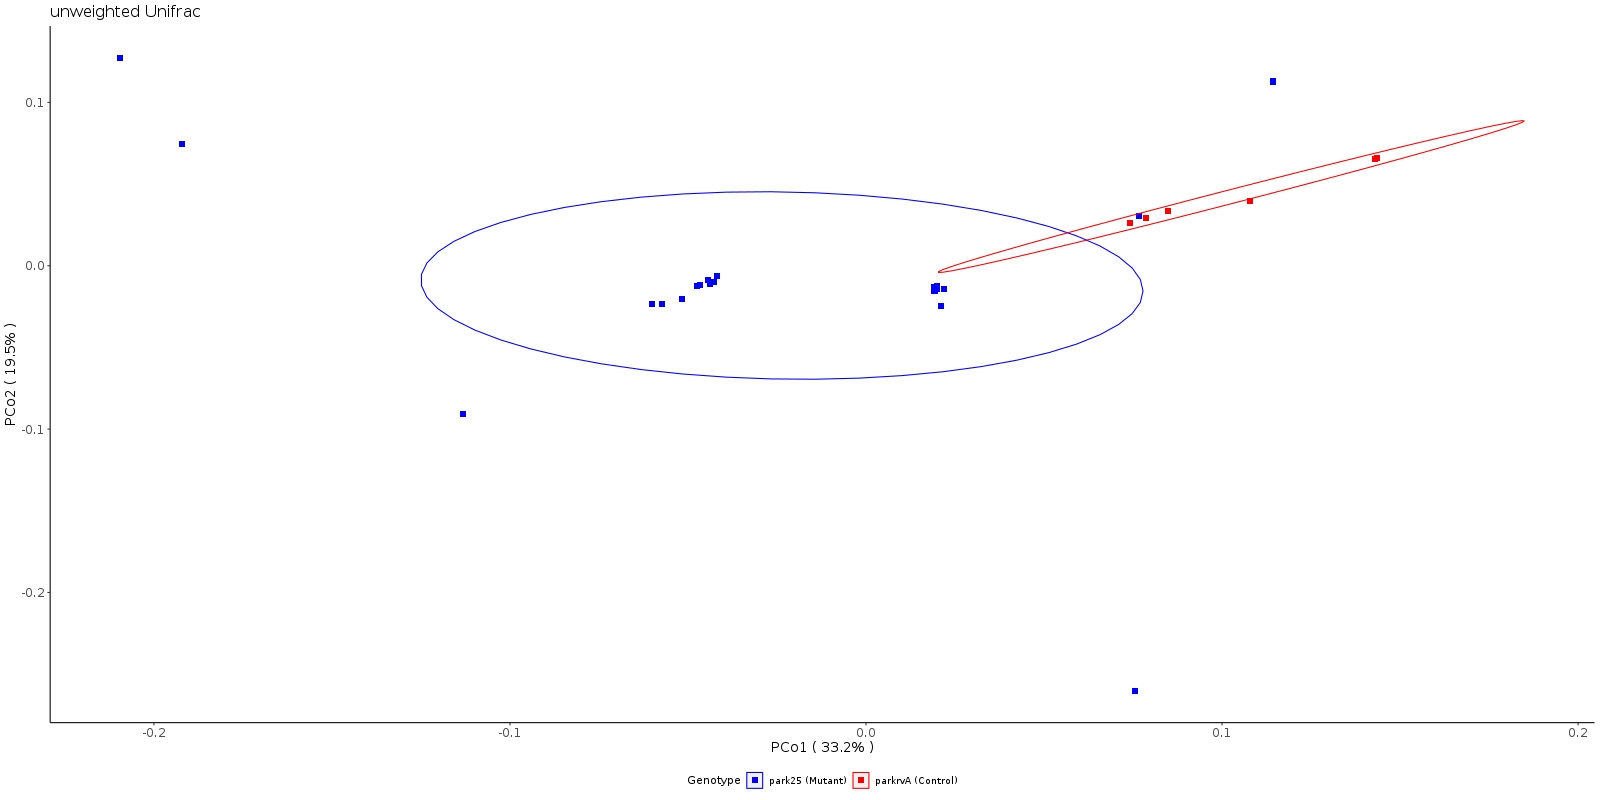 unweighted Unifrac
0.1
0.0
-0.1
-0.2
PCo2 ( 19.5% )
-0.2
-0.1
0.0
0.1
0.2
PCo1 ( 33.2% )
Genotype park25 (Mutant) parkrvA (Control)